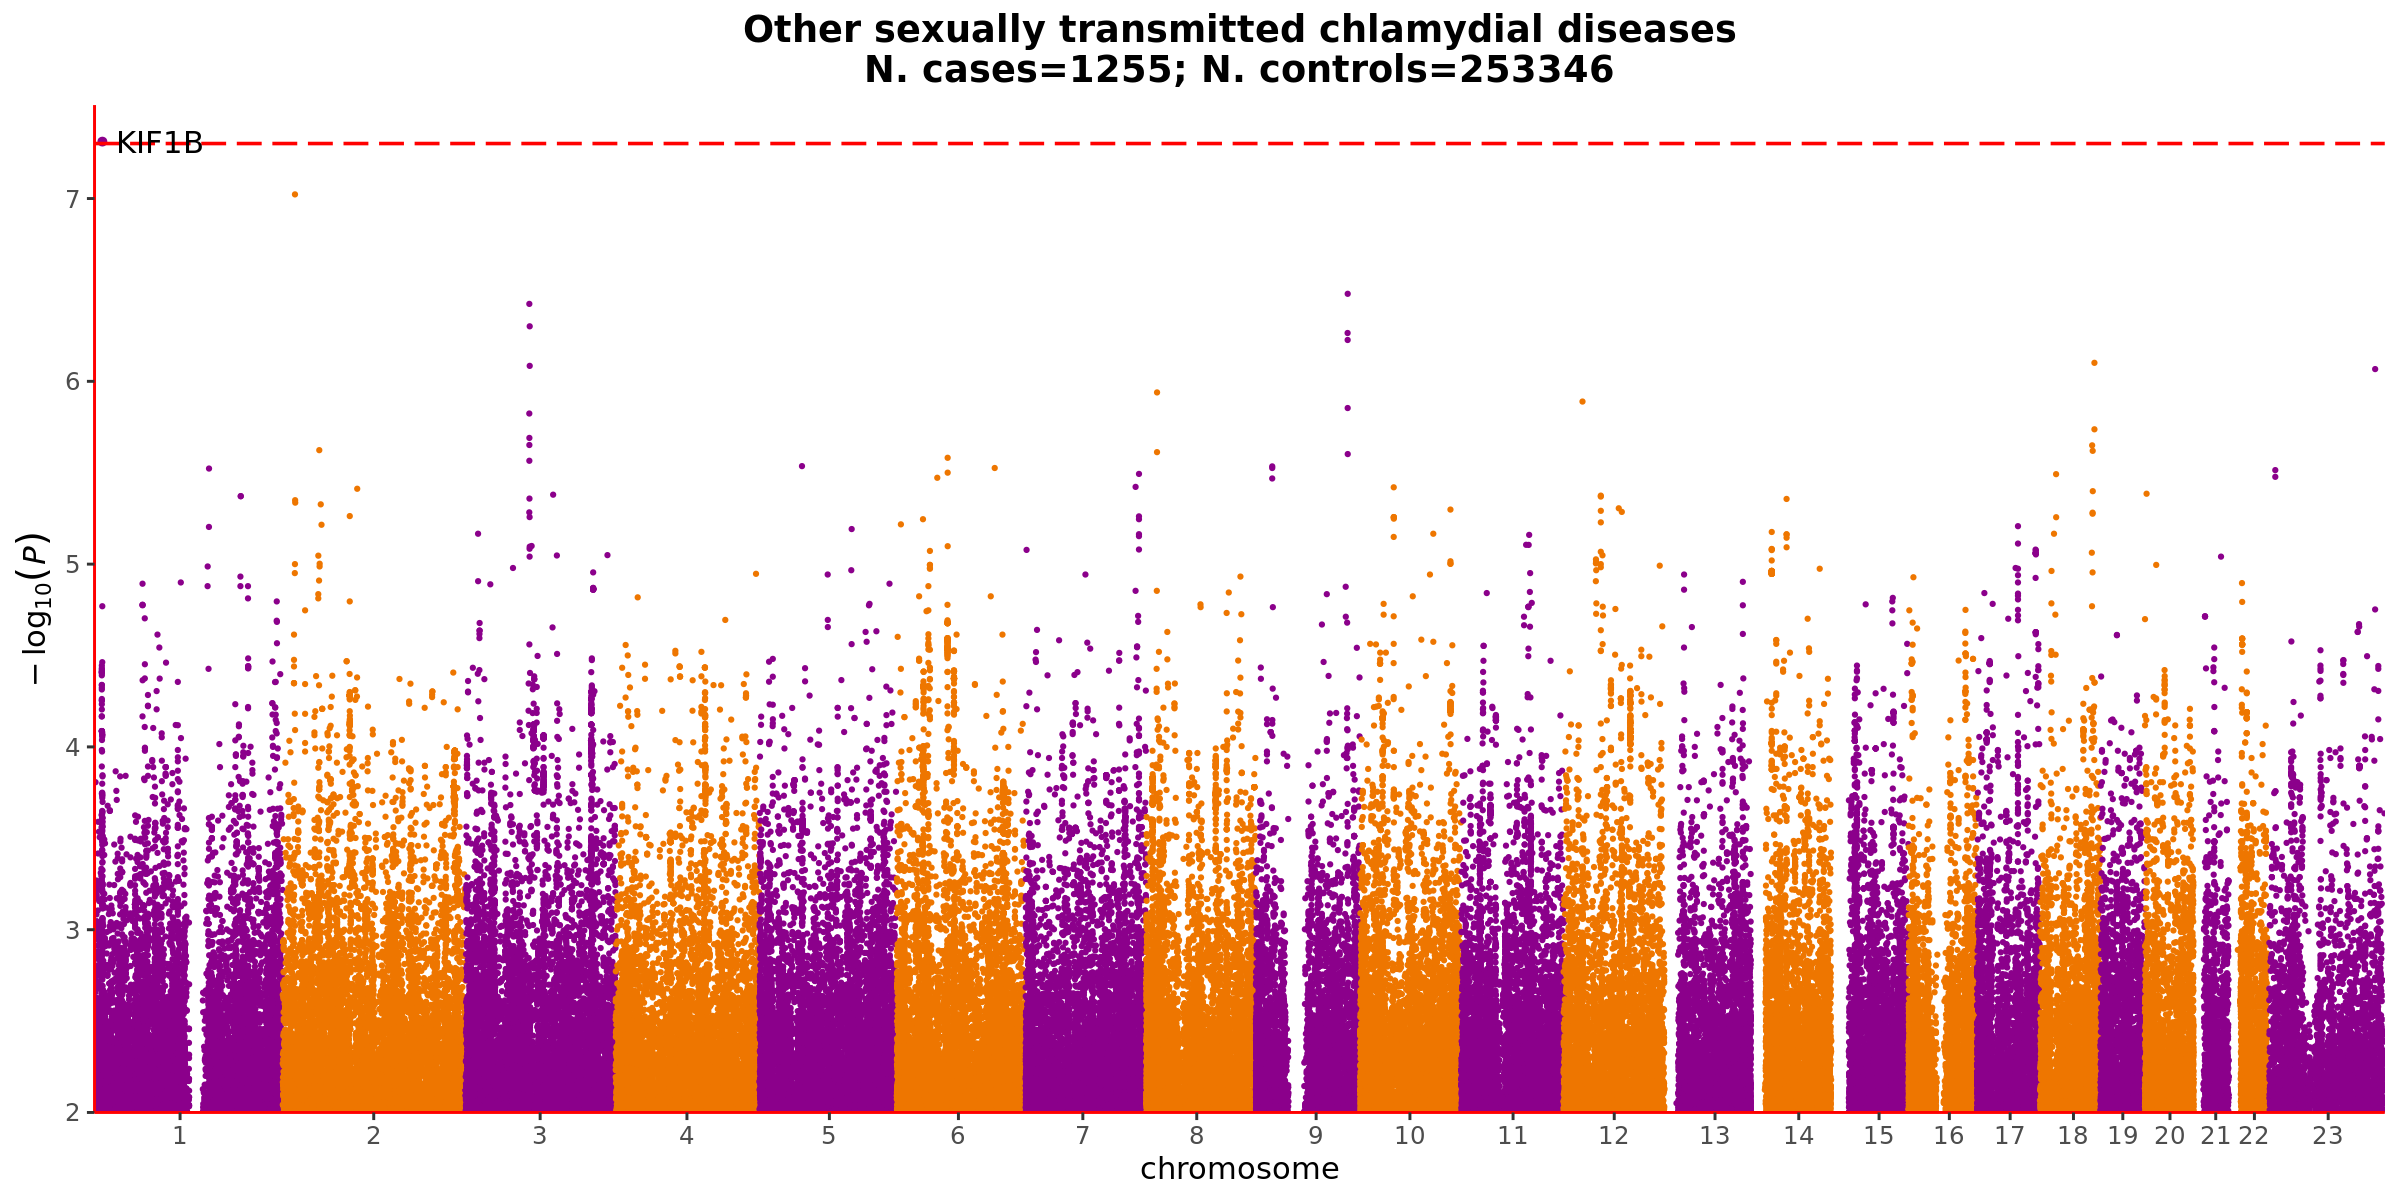 Other sexually transmitted chlamydial diseases
N. cases=1255; N. controls=253346
KIF1B
7
6
5
4
3
2
−log10(P)
1 2 3 4 5 6 7 8 9 10 11 12 13 14 15 16 17 18 19 20 21 22 23
chromosome